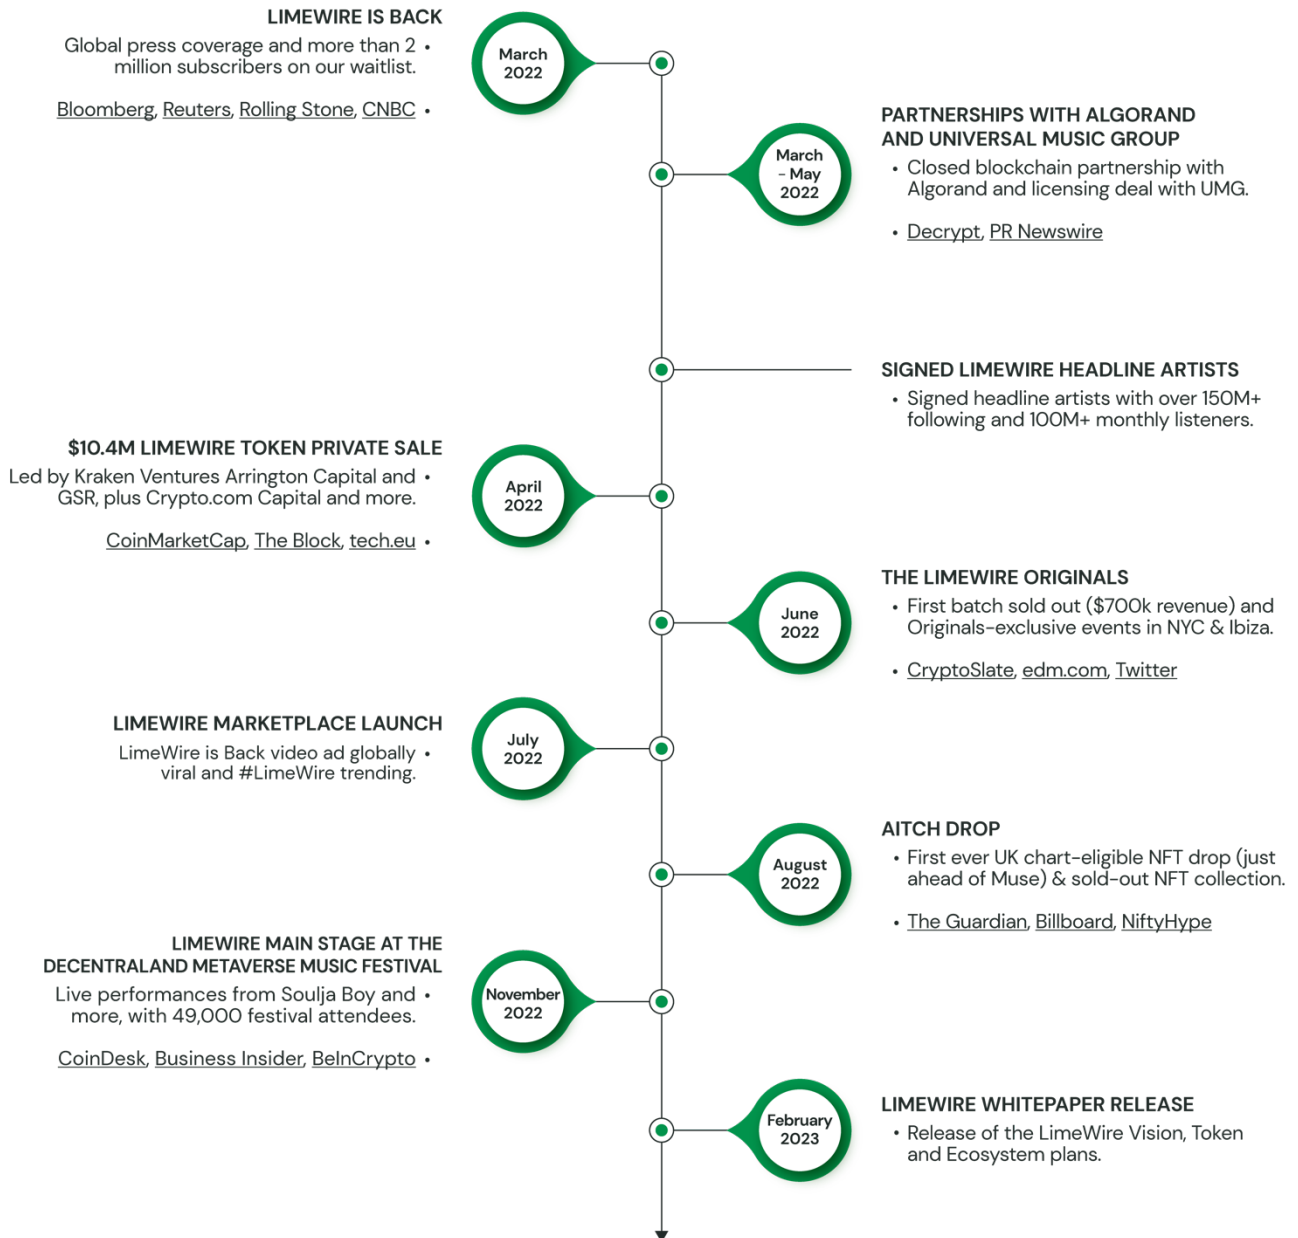 LIMEWIRE IS BACK
Global press coverage and more than 2 •
million subscribers on our waitlist.
Bloomberg, Reuters, Rolling Stone, CNBC •
March
2022
PARTNERSHIPS WITH ALGORAND
AND UNIVERSAL MUSIC GROUP
• Closed blockchain partnership with
Algorand and licensing deal with UMG.
• Decrypt, PR Newswire
March
– May
2022
SIGNED LIMEWIRE HEADLINE ARTISTS
• Signed headline artists with over 150M+
following and 100M+ monthly listeners.
$10.4M LIMEWIRE TOKEN PRIVATE SALE
Led by Kraken Ventures Arrington Capital and •
GSR, plus Crypto.com Capital and more.
CoinMarketCap, The Block, tech.eu •
April
2022
THE LIMEWIRE ORIGINALS
• First batch sold out ($700k revenue) and
Originals-exclusive events in NYC & Ibiza.
• CryptoSlate, edm.com, Twitter
June
2022
LIMEWIRE MARKETPLACE LAUNCH
LimeWire is Back video ad globally •
viral and #LimeWire trending.
July
2022
AITCH DROP
• First ever UK chart-eligible NFT drop (just
ahead of Muse) & sold-out NFT collection.
• The Guardian, Billboard, NiftyHype
August
2022
LIMEWIRE MAIN STAGE AT THE
DECENTRALAND METAVERSE MUSIC FESTIVAL
Live performances from Soulja Boy and •
more, with 49,000 festival attendees.
CoinDesk, Business Insider, BeInCrypto •
November
2022
LIMEWIRE WHITEPAPER RELEASE
• Release of the LimeWire Vision, Token
and Ecosystem plans.
February
2023